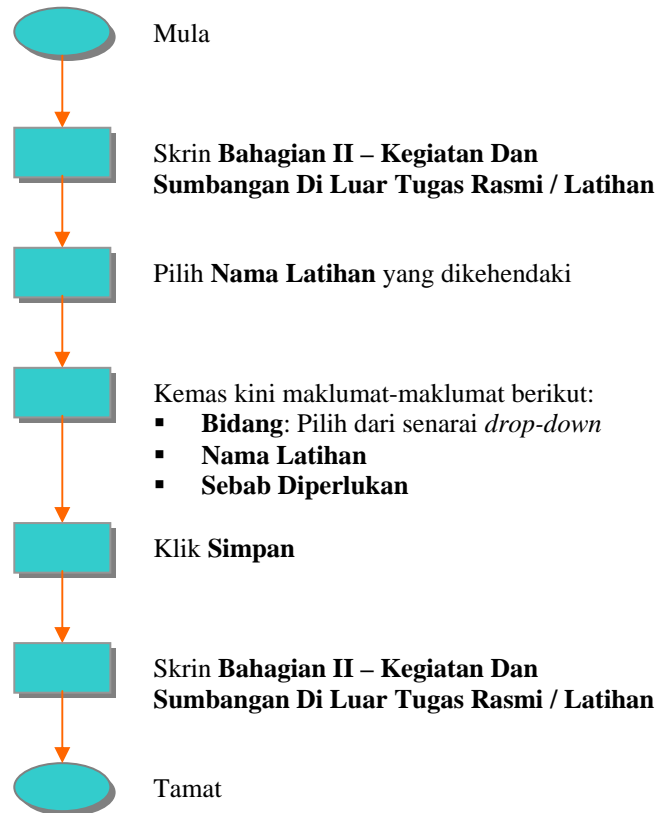 Mula
Skrin Bahagian II – Kegiatan Dan
Sumbangan Di Luar Tugas Rasmi / Latihan
Pilih Nama Latihan yang dikehendaki
Kemas kini maklumat-maklumat berikut:
▪ Bidang: Pilih dari senarai drop-down
▪ Nama Latihan
▪ Sebab Diperlukan
Klik Simpan
Skrin Bahagian II – Kegiatan Dan
Sumbangan Di Luar Tugas Rasmi / Latihan
Tamat